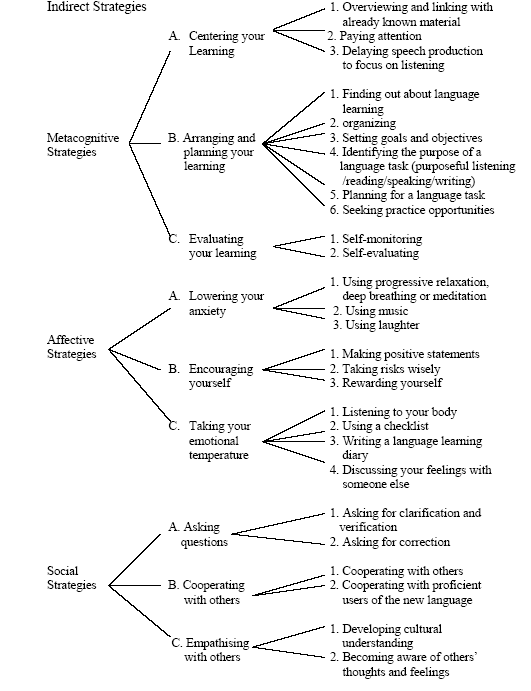 Indirect Strategies
1. Overviewing and linking with
already known material
A. Centering your
2. Paying attention
Learning
3. Delaying speech production
to focus on listening
1. Finding out about language
learning
2. organizing
Metacognitive
B. Arranging and
3. Setting goals and objectives
Strategies
planning your
4. Identifying the purpose of a
learning
language task (purposeful listening
/reading/speaking/writing)
5. Planning for a language task
6. Seeking practice opportunities
C. Evaluating
1. Self-monitoring
your learning
2. Self-evaluating
1. Using progressive relaxation,
A. Lowering your
deep breathing or meditation
anxiety
2. Using music
3. Using laughter
Affective
Strategies
1. Making positive statements
B. Encouraging
2. Taking risks wisely
yourself
3. Rewarding yourself
1. Listening to your body
C. Taking your
2. Using a checklist
emotional
3. Writing a language learning
temperature
diary
4. Discussing your feelings with
someone else
1. Asking for clarification and
A. Asking
verification
questions
2. Asking for correction
Social
1. Cooperating with others
Strategies
B. Cooperating
2. Cooperating with proficient
with others
users of the new language
1. Developing cultural
C. Empathising
understanding
with others
2. Becoming aware of others’
thoughts and feelings